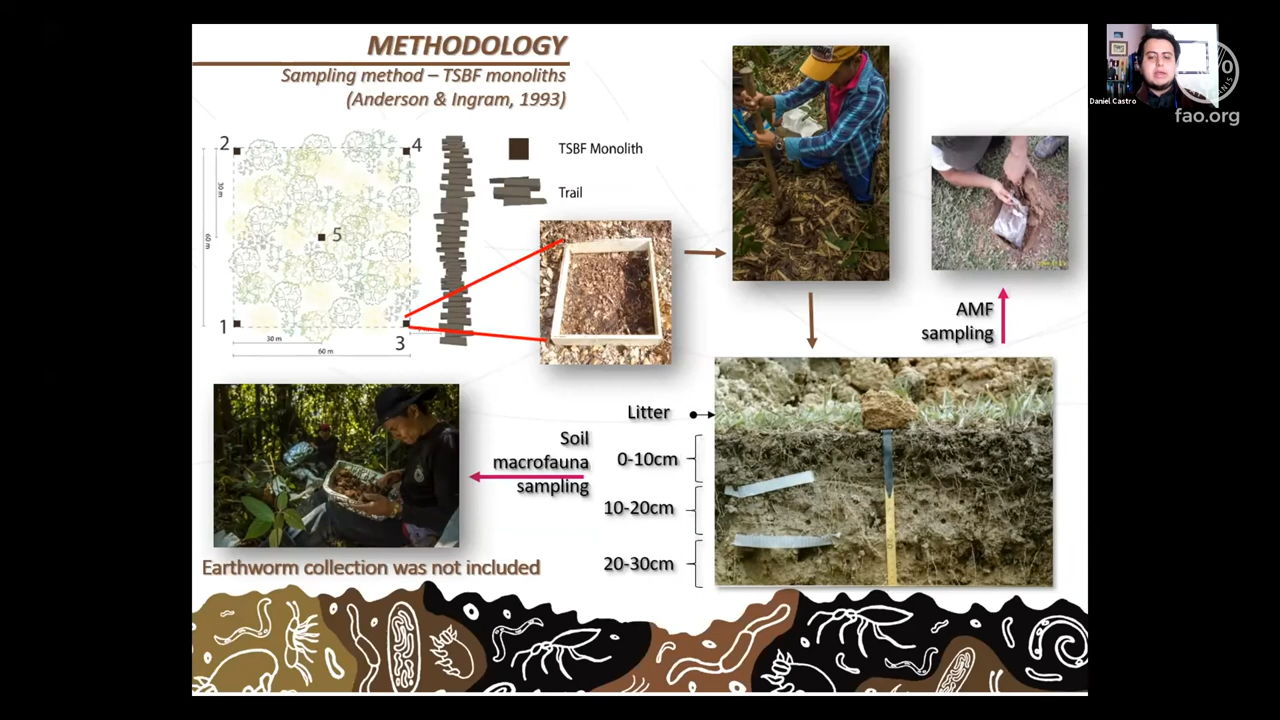 METHODOLOGY
Sampling method – TSBF monoliths
(Anderson & Ingram, 1993)
2
4
TSBF Monolith
30 m
Trail
5
60 m
1
30 m
3
60 m
AMF
sampling
Litter
Soil
macrofauna
sampling
0-10cm
10-20cm
20-30cm
Earthworm collection was not included
Daniel Castro
fao.org